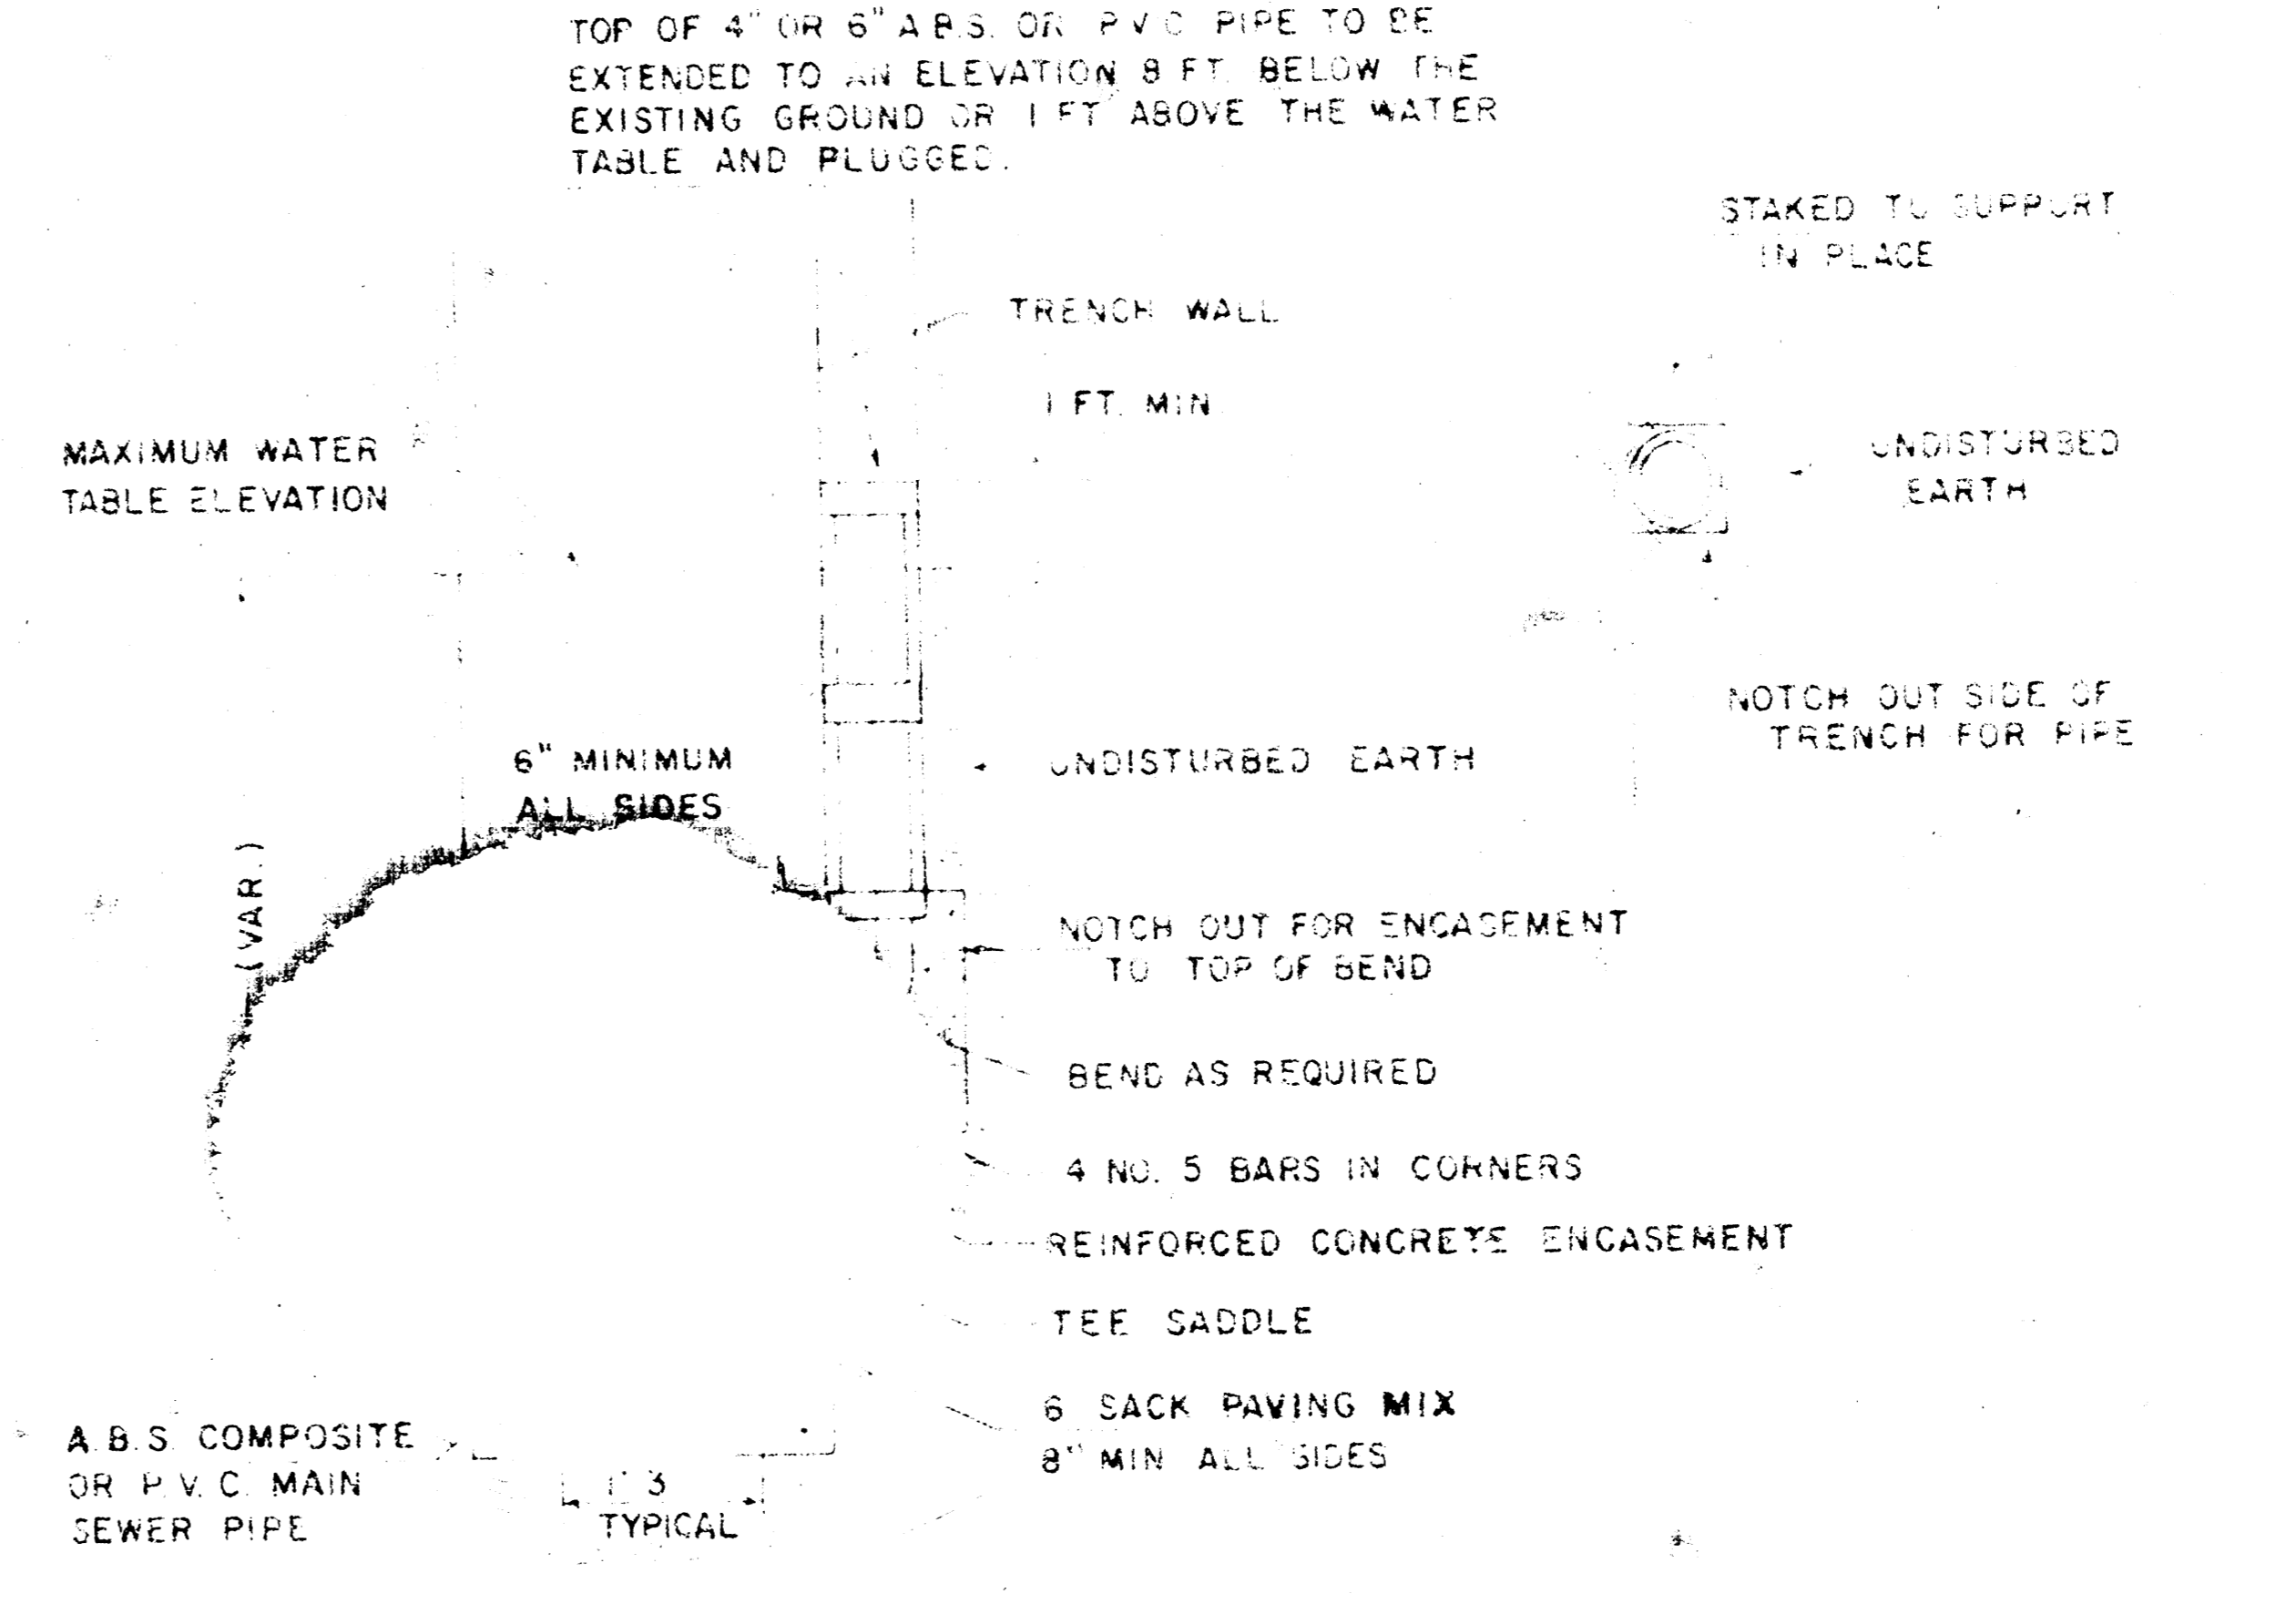 TOP OF 4" OR 6" A.B.S. OR P.V.C. PIPE TO BE
EXTENDED TO AN ELEVATION 8 FT. BELOW THE
EXISTING GROUND OR 1 FT ABOVE THE WATER
TABLE AND PLUGGED.
STAKED TO SUPPORT
IN PLACE
TRENCH WALL
1 FT. MIN.
MAXIMUM WATER
TABLE ELEVATION
UNDISTURBED
EARTH
NOTCH OUT SIDE OF
TRENCH FOR PIPE
6" MINIMUM
ALL SIDES
UNDISTURBED EARTH
(VAR.)
NOTCH OUT FOR ENCASEMENT
TO TOP OF BEND
BEND AS REQUIRED
4 NO. 5 BARS IN CORNERS
REINFORCED CONCRETE ENCASEMENT
TEE SADDLE
6 SACK PAVING MIX
8" MIN ALL SIDES
A.B.S. COMPOSITE
OR P.V.C. MAIN
SEWER PIPE
TYPICAL